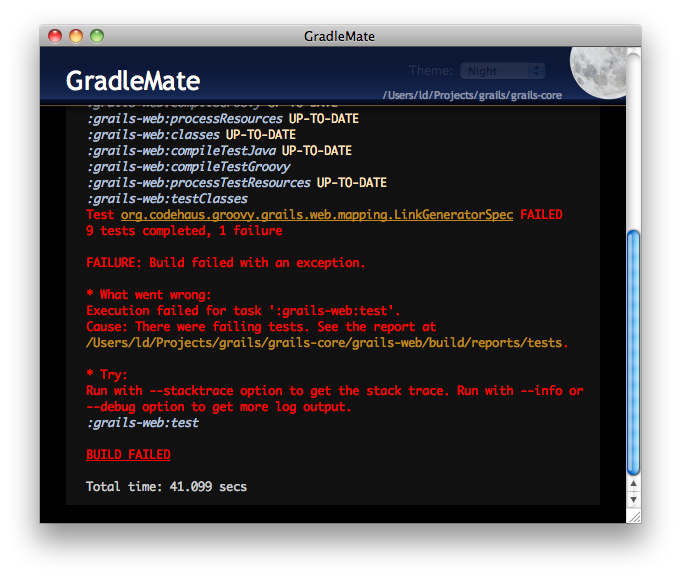 GradleMate
GradleMate
Theme: Night
/Users/ld/Projects/grails/grails-core
:grails-web:compileGroovy UP-TO-DATE
:grails-web:processResources UP-TO-DATE
:grails-web:classes UP-TO-DATE
:grails-web:compileTestJava UP-TO-DATE
:grails-web:compileTestGroovy
:grails-web:processTestResources UP-TO-DATE
:grails-web:testClasses
Test org.codehaus.groovy.grails.web.mapping.LinkGeneratorSpec FAILED
9 tests completed, 1 failure
FAILURE: Build failed with an exception.
* What went wrong:
Execution failed for task ':grails-web:test'.
Cause: There were failing tests. See the report at
/Users/ld/Projects/grails/grails-core/grails-web/build/reports/tests.
* Try:
Run with --stacktrace option to get the stack trace. Run with --info or
--debug option to get more log output.
:grails-web:test
BUILD FAILED
Total time: 41.099 secs